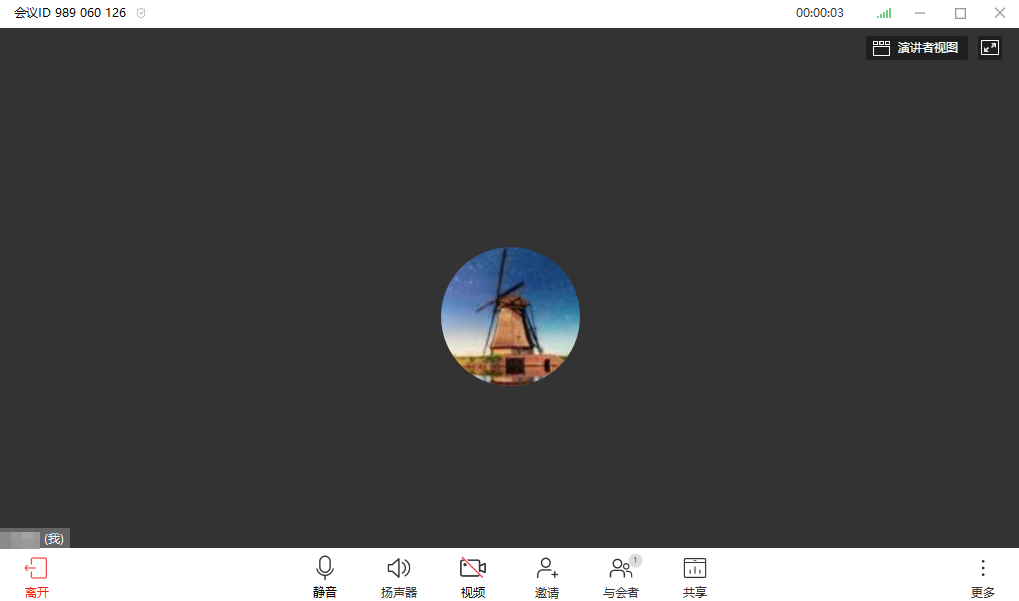 会议ID 989 060 126
00:00:03
演讲者视图
(我)
离开
静音
扬声器
视频
邀请
与会者
1
共享
更多